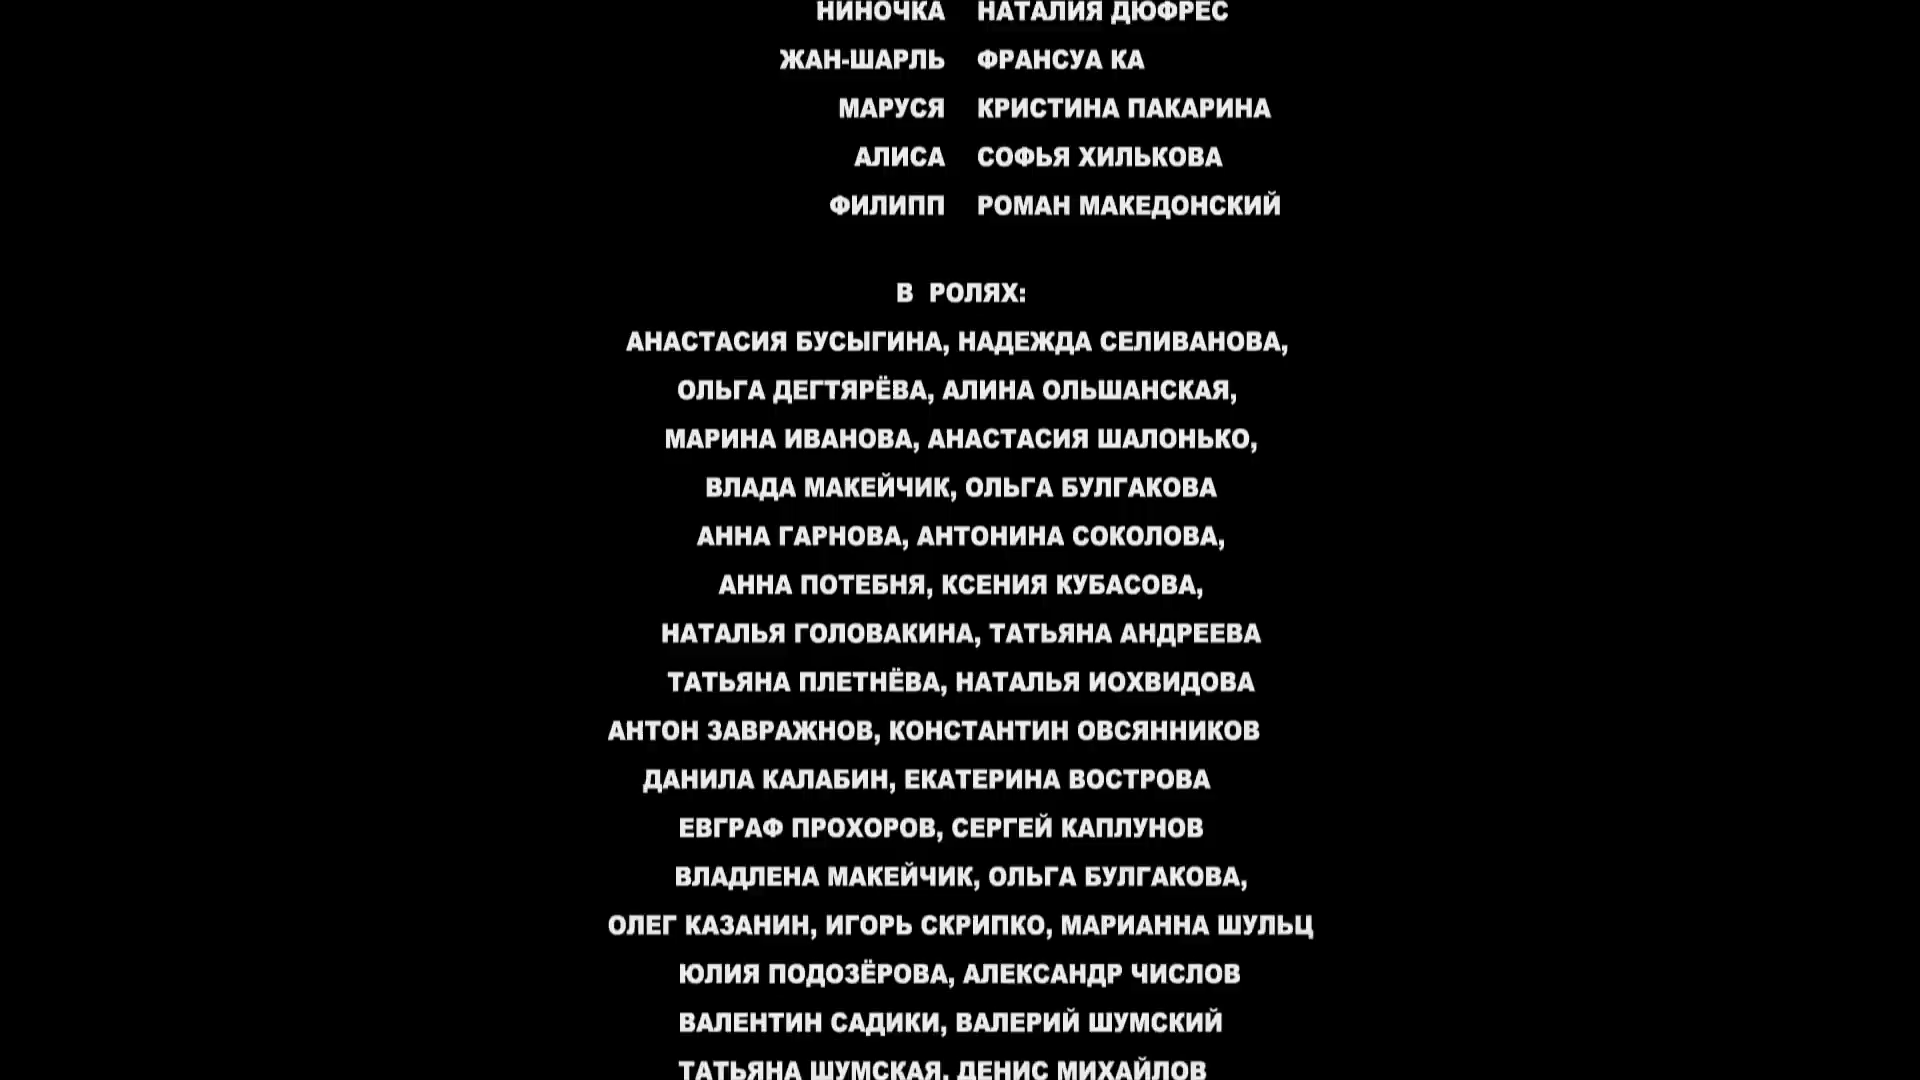 НИНОЧКА НАТАЛИЯ ДЮФРЕС
ЖАН-ШАРЛЬ ФРАНСУА КА
МАРУСЯ КРИСТИНА ПАКАРИНА
АЛИСА СОФЬЯ ХИЛЬКОВА
ФИЛИПП РОМАН МАКЕДОНСКИЙ
В РОЛЯХ:
АНАСТАСИЯ БУСЫГИНА, НАДЕЖДА СЕЛИВАНОВА,
ОЛЬГА ДЕГТЯРЁВА, АЛИНА ОЛЬШАНСКАЯ,
МАРИНА ИВАНОВА, АНАСТАСИЯ ШАЛОНЬКО,
ВЛАДА МАКЕЙЧИК, ОЛЬГА БУЛГАКОВА
АННА ГАРНОВА, АНТОНИНА СОКОЛОВА,
АННА ПОТЕБНЯ, КСЕНИЯ КУБАСОВА,
НАТАЛЬЯ ГОЛОВАКИНА, ТАТЬЯНА АНДРЕЕВА
ТАТЬЯНА ПЛЕТНЁВА, НАТАЛЬЯ ИОХВИДОВА
АНТОН ЗАВРАЖНОВ, КОНСТАНТИН ОВСЯННИКОВ
ДАНИЛА КАЛАБИН, ЕКАТЕРИНА ВОСТРОВА
ЕВГРАФ ПРОХОРОВ, СЕРГЕЙ КАПЛУНОВ
ВЛАДЛЕНА МАКЕЙЧИК, ОЛЬГА БУЛГАКОВА,
ОЛЕГ КАЗАНИН, ИГОРЬ СКРИПКО, МАРИАННА ШУЛЬЦ
ЮЛИЯ ПОДОЗЁРОВА, АЛЕКСАНДР ЧИСЛОВ
ВАЛЕНТИН САДИКИ, ВАЛЕРИЙ ШУМСКИЙ
ТАТЬЯНА ШУМСКАЯ, ДЕНИС МИХАЙЛОВ